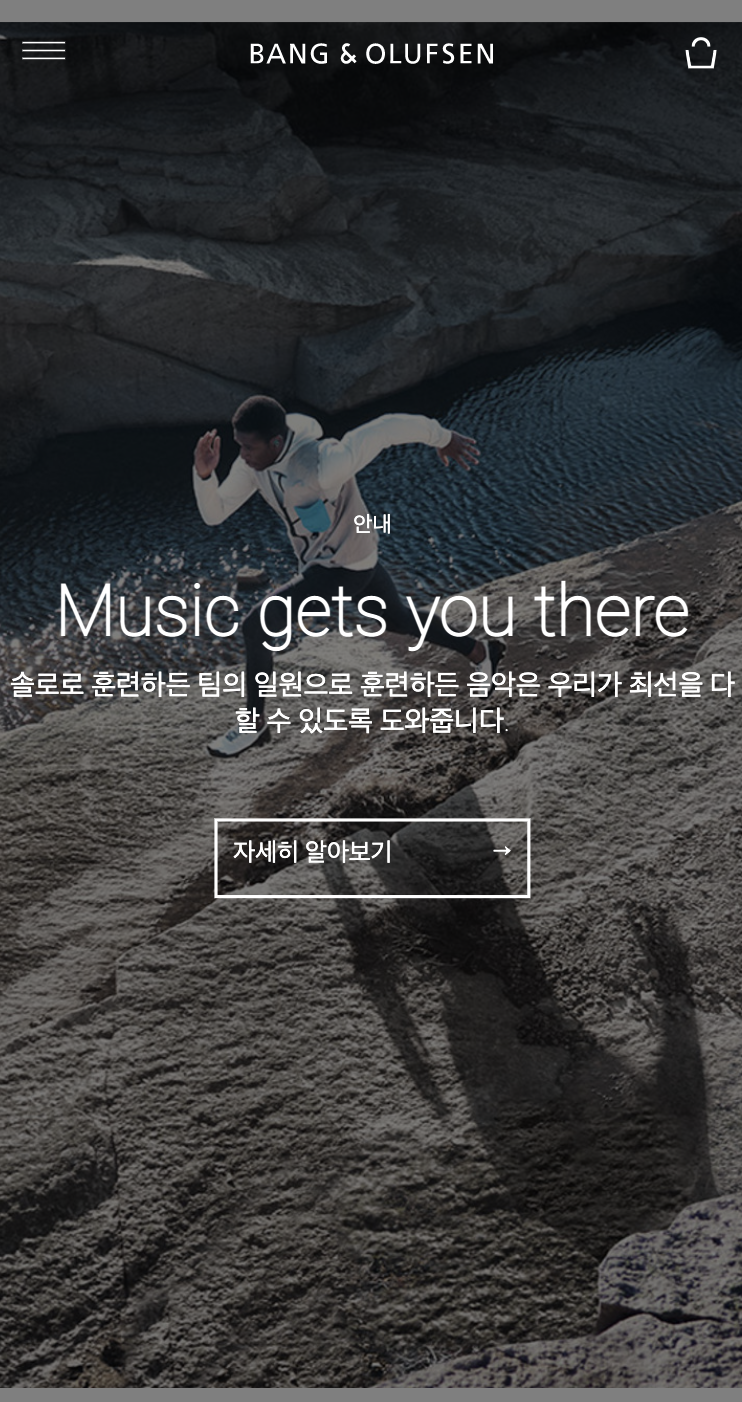 BANG & OLUFSEN
안내
Music gets you there
솔로로 훈련하든 팀의 일원으로 훈련하든 음악은 우리가 최선을 다
할 수 있도록 도와줍니다.
자세히 알아보기 →